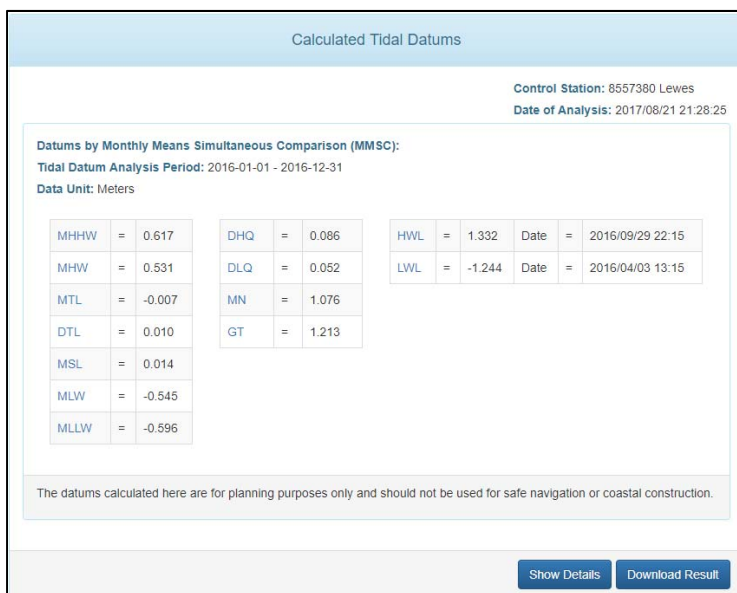 Calculated Tidal Datums
Control Station: 8557380 Lewes
Date of Analysis: 2017/08/21 21:28:25
Datums by Monthly Means Simultaneous Comparison (MMSC):
Tidal Datum Analysis Period: 2016-01-01 - 2016-12-31
Data Unit: Meters
MHHW = 0.617 DHQ = 0.086 HWL = 1.332 Date = 2016/09/29 22:15
MHW = 0.531 DLQ = 0.052 LWL = -1.244 Date = 2016/04/03 13:15
MTL = -0.007 MN = 1.076
DTL = 0.010 GT = 1.213
MSL = 0.014
MLW = -0.545
MLLW = -0.596
The datums calculated here are for planning purposes only and should not be used for safe navigation or coastal construction.
Show Details Download Result